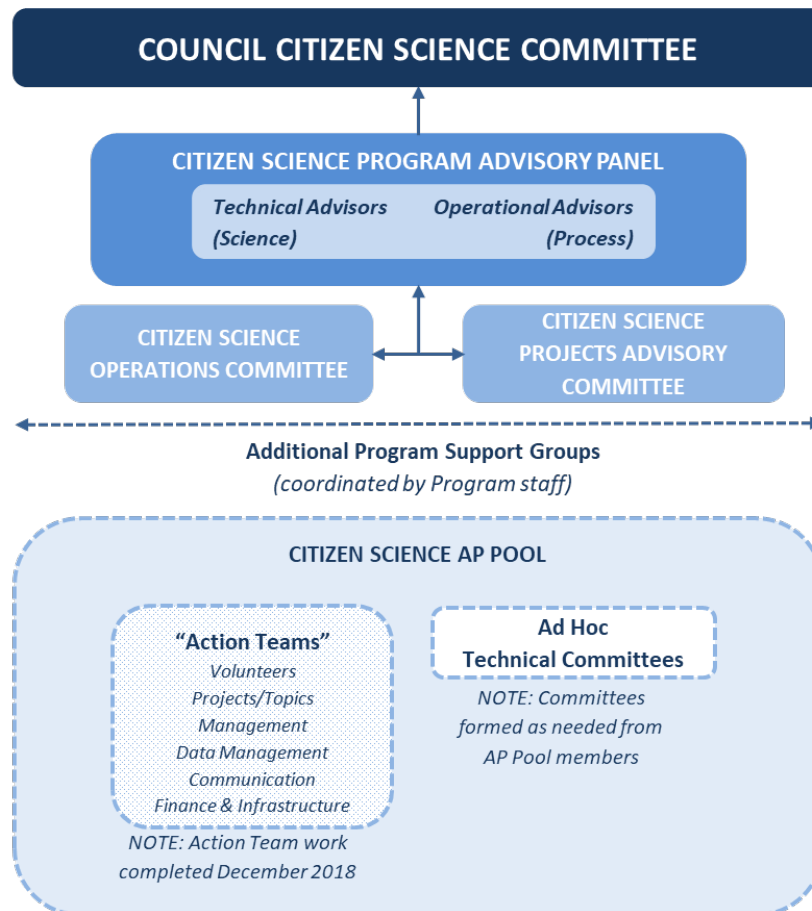 COUNCIL CITIZEN SCIENCE COMMITTEE
CITIZEN SCIENCE PROGRAM ADVISORY PANEL
Technical Advisors
(Science)
Operational Advisors
(Process)
CITIZEN SCIENCE
OPERATIONS COMMITTEE
CITIZEN SCIENCE
PROJECTS ADVISORY
COMMITTEE
Additional Program Support Groups
(coordinated by Program staff)
CITIZEN SCIENCE AP POOL
“Action Teams”
Volunteers
Projects/Topics
Management
Data Management
Communication
Finance & Infrastructure
NOTE: Action Team work
completed December 2018
Ad Hoc
Technical Committees
NOTE: Committees
formed as needed from
AP Pool members